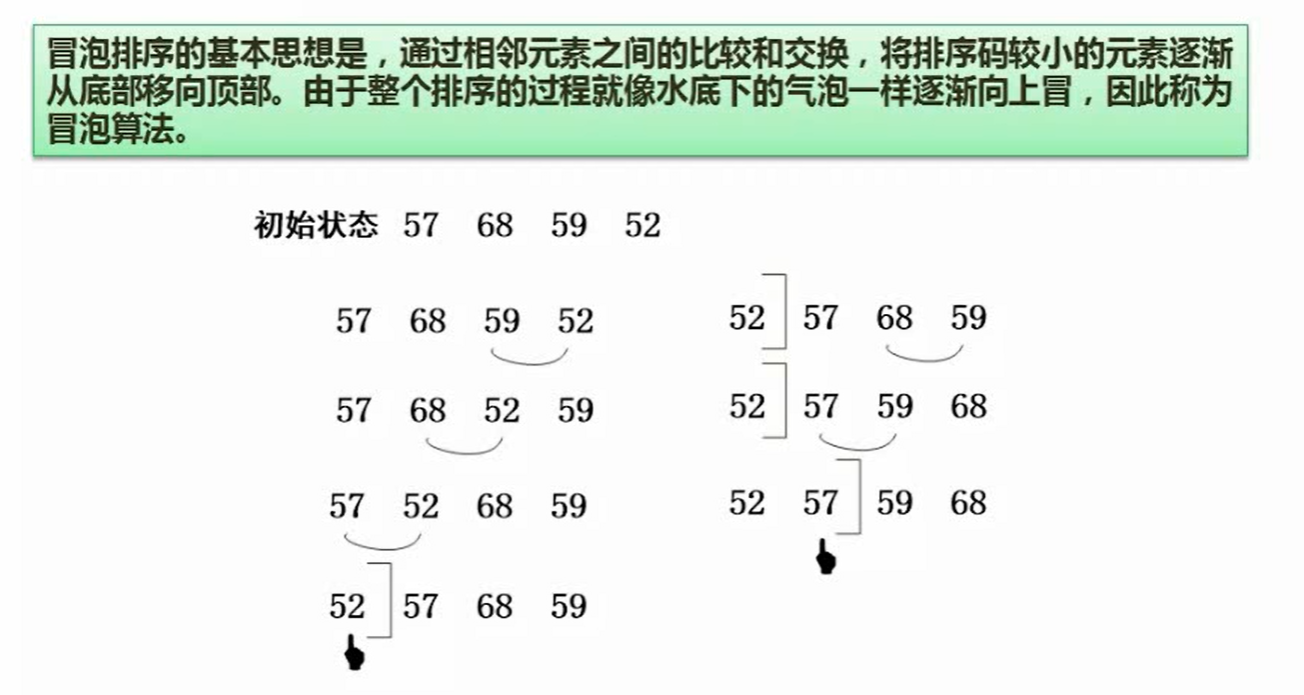 冒泡排序的基本思想是，通过相邻元素之间的比较和交换，将排序码较小的元素逐渐
从底部移向顶部。由于整个排序的过程就像水底下的气泡一样逐渐向上冒，因此称为
冒泡算法。
初始状态 57 68 59 52
57 68 59 52
57 68 52 59
57 52 68 59
52 57 68 59
52 57 68 59
52 57 59 68
52 57 59 68